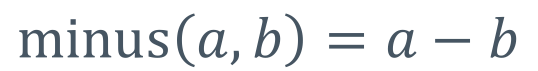 minus(a, b) = a − b